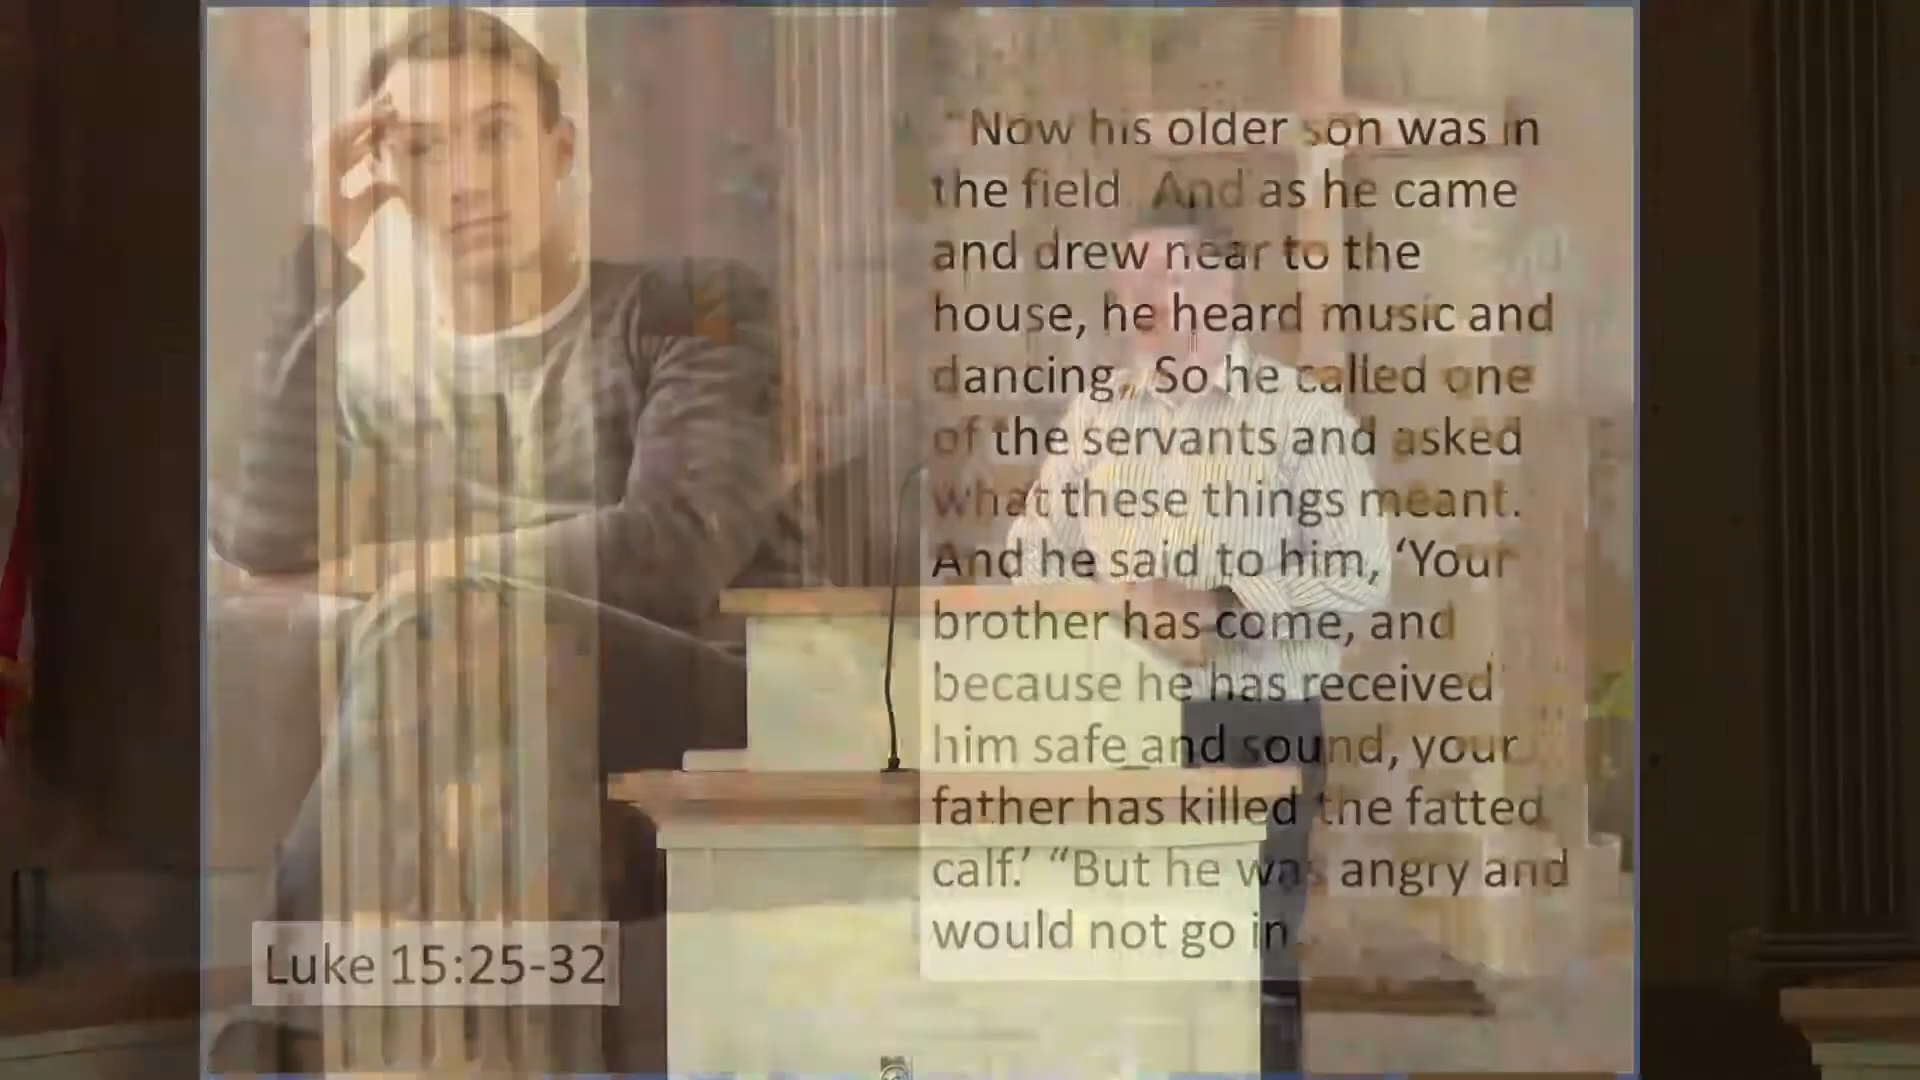 “Now his older son was in
the field. And as he came
and drew near to the
house, he heard music and
dancing. So he called one
of the servants and asked
what these things meant.
And he said to him, ‘Your
brother has come, and
because he has received
him safe and sound, your
father has killed the fatted
calf.’ “But he was angry and
would not go in
Luke 15:25-32